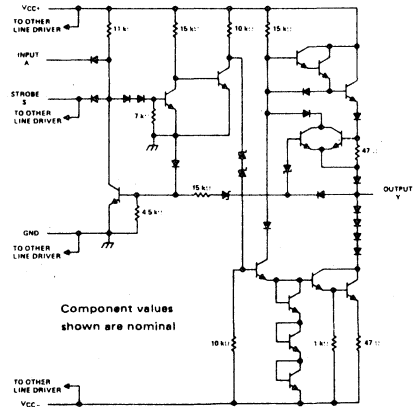 VCC+
TO OTHER
LINE DRIVER
11 kΩ
15 kΩ
10 kΩ
15 kΩ
INPUT
A
STROBE
S
TO OTHER
LINE DRIVER
7 kΩ
47 Ω
15 kΩ
OUTPUT
Y
4.5 kΩ
GND
TO OTHER
LINE DRIVER
Component values
shown are nominal
10 kΩ
1 kΩ
47 Ω
TO OTHER
LINE DRIVER
VCC−